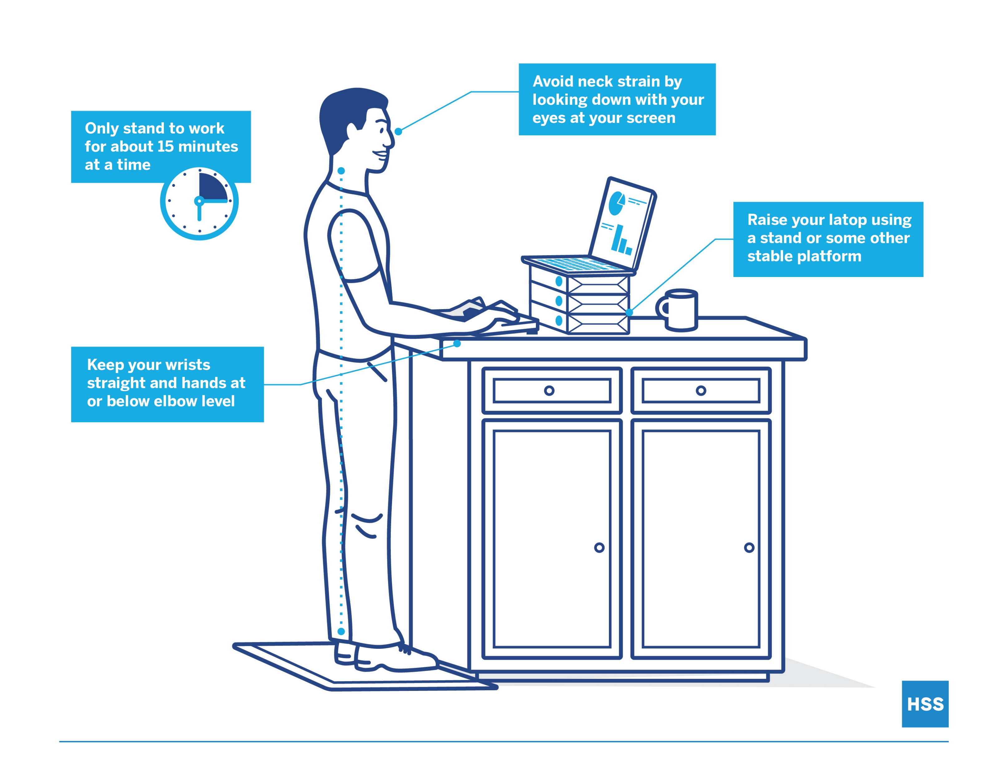 Only stand to work
for about 15 minutes
at a time
Avoid neck strain by
looking down with your
eyes at your screen
Raise your latop using
a stand or some other
stable platform
Keep your wrists
straight and hands at
or below elbow level
HSS